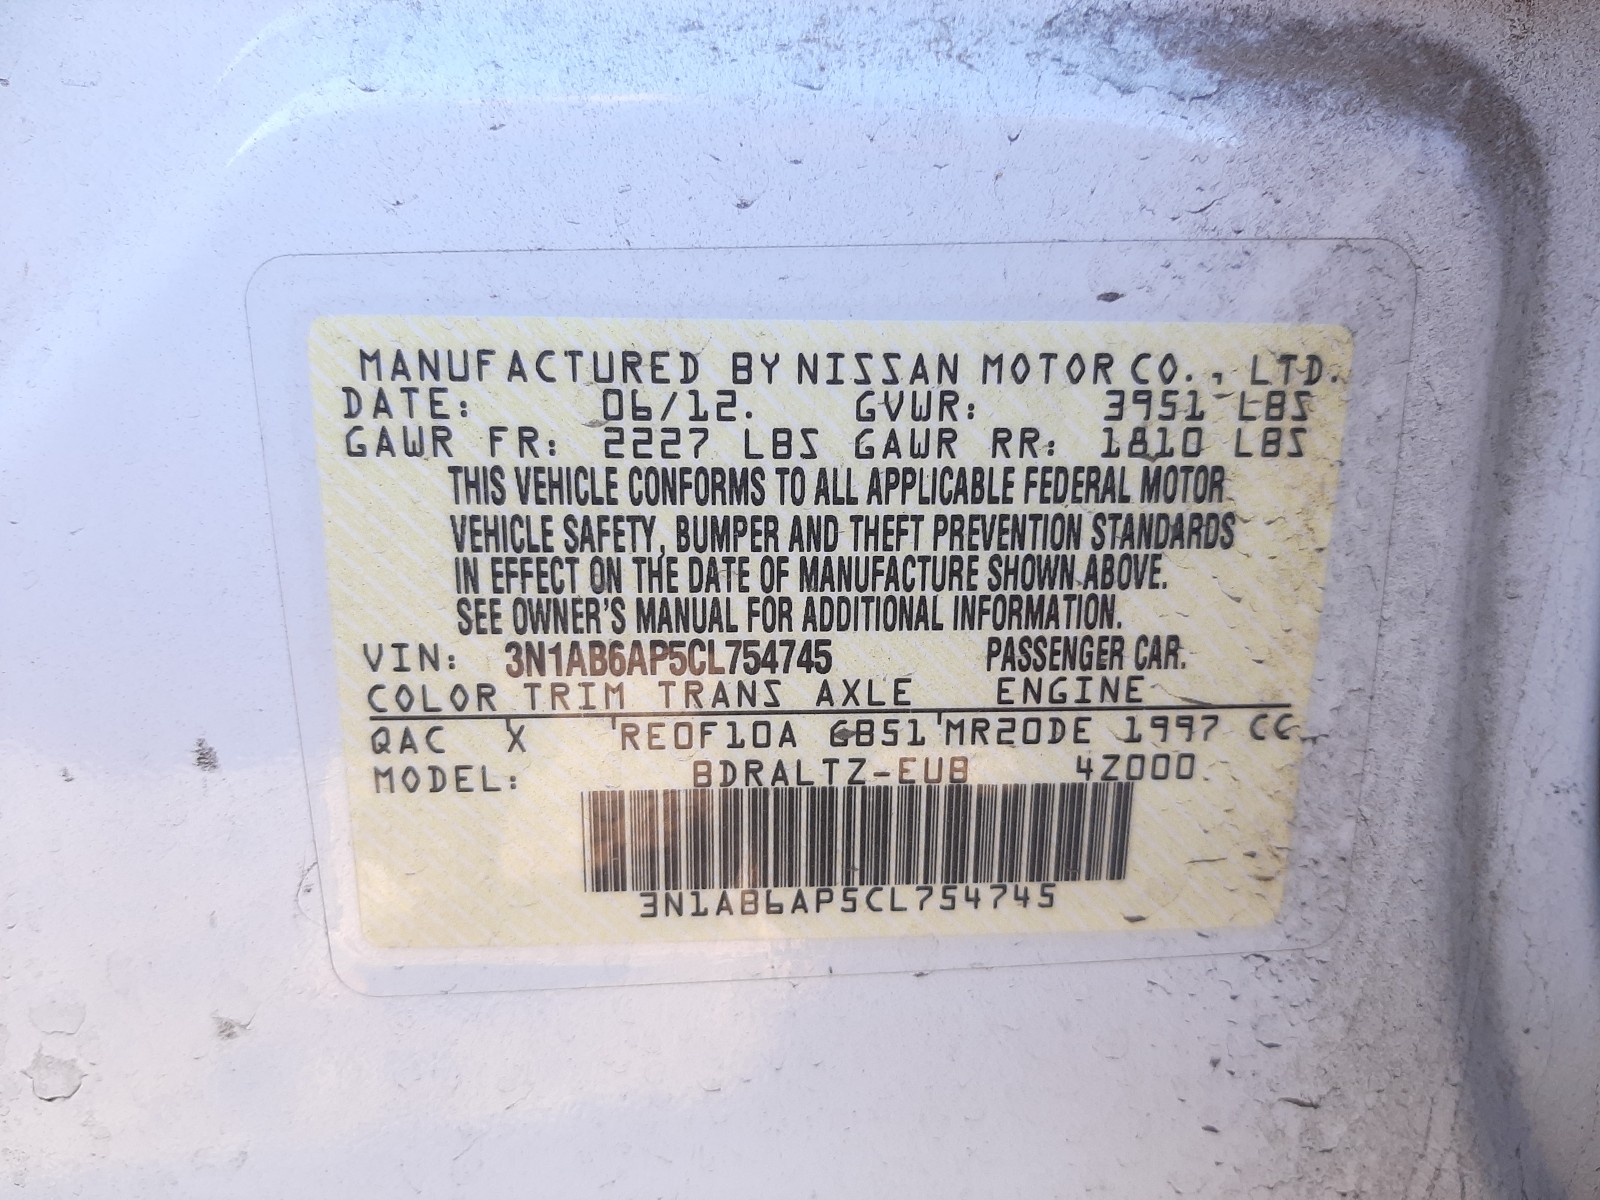 MANUFACTURED BY NISSAN MOTOR CO., LTD.
DATE: 06/12. GVWR: 3951 LBS
GAWR FR: 2227 LBS GAWR RR: 1810 LBS
THIS VEHICLE CONFORMS TO ALL APPLICABLE FEDERAL MOTOR
VEHICLE SAFETY, BUMPER AND THEFT PREVENTION STANDARDS
IN EFFECT ON THE DATE OF MANUFACTURE SHOWN ABOVE.
SEE OWNER'S MANUAL FOR ADDITIONAL INFORMATION.
VIN: 3N1AB6AP5CL754745 PASSENGER CAR.
COLOR TRIM TRANS AXLE ENGINE
QAC X 'RE0F10A GB51'MR20DE 1997 CC
MODEL: BDRALTZ-EUB 4Z000
3N1AB6AP5CL754745